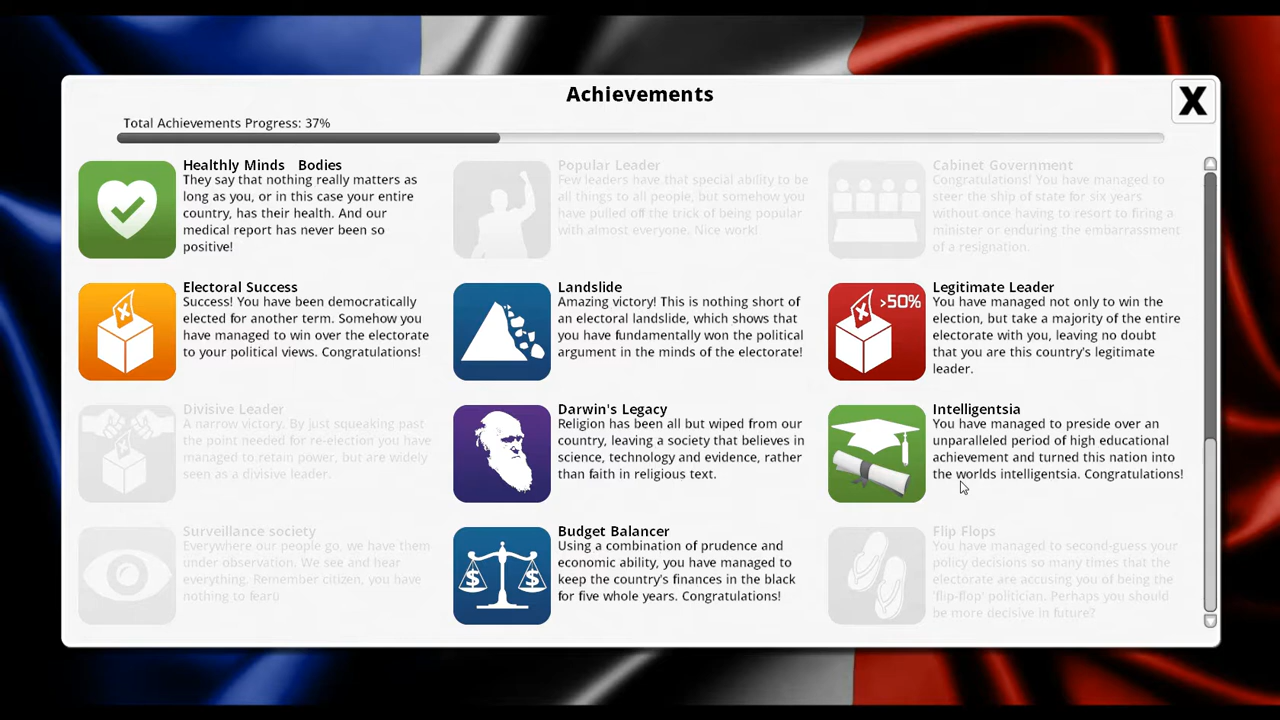 Achievements
X
Total Achievements Progress: 37%
Healthly Minds   Bodies
They say that nothing really matters as
long as you, or in this case your entire
country, has their health. And our
medical report has never been so
positive!
Popular Leader
Few leaders have that special ability to be
all things to all people, but somehow you
have pulled off the trick of being popular
with almost everyone. Nice work!
Cabinet Government
Congratulations! You have managed to
steer the ship of state for six years
without once having to resort to firing a
minister or enduring the embarrassment
of a resignation.
Electoral Success
Success! You have been democratically
elected for another term. Somehow you
have managed to win over the electorate
to your political views. Congratulations!
Landslide
Amazing victory! This is nothing short of
an electoral landslide, which shows that
you have fundamentally won the political
argument in the minds of the electorate!
>50%
Legitimate Leader
You have managed not only to win the
election, but take a majority of the entire
electorate with you, leaving no doubt
that you are this country's legitimate
leader.
Divisive Leader
A narrow victory. By just squeaking past
the point needed for re-election you have
managed to retain power, but are widely
seen as a divisive leader.
Darwin's Legacy
Religion has been all but wiped from our
country, leaving a society that believes in
science, technology and evidence, rather
than faith in religious text.
Intelligentsia
You have managed to preside over an
unparalleled period of high educational
achievement and turned this nation into
the worlds intelligentsia. Congratulations!
Surveillance society
Everywhere our people go, we have them
under observation. We see and hear
everything. Remember citizen, you have
nothing to fear!)
Budget Balancer
Using a combination of prudence and
economic ability, you have managed to
keep the country's finances in the black
for five whole years. Congratulations!
Flip Flops
You have managed to second-guess your
policy decisions so many times that the
electorate are accusing you of being the
'flip-flop' politician. Perhaps you should
be more decisive in future?